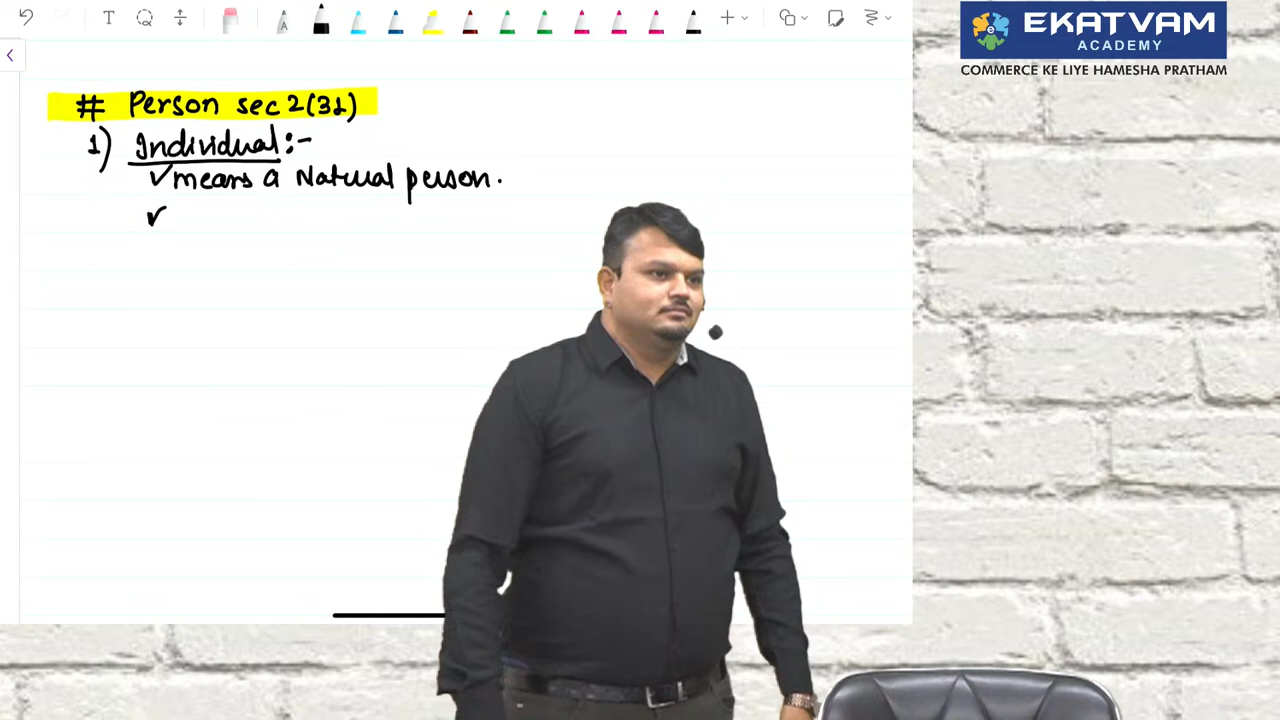 EKATVAM
ACADEMY
COMMERCE KE LIYE HAMESHA PRATHAM
# Person sec 2(31)
1) Individual:-
✓means a Natural person.
✓